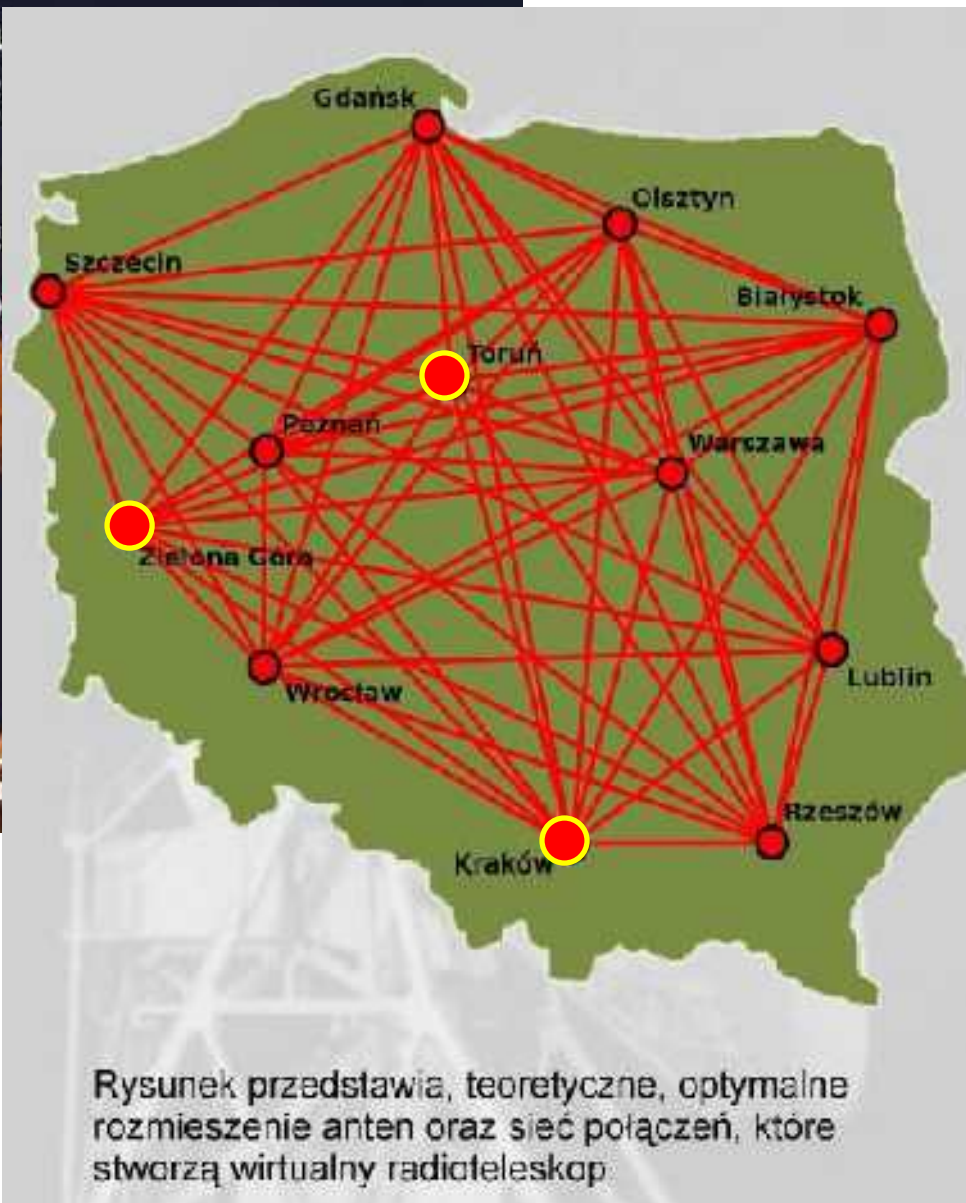 Gdańsk
Olsztyn
Szczecin
Białystok
Toruń
Poznań
Warszawa
Zielona Góra
Lublin
Wrocław
Rzeszów
Kraków
Rysunek przedstawia, teoretyczne, optymalne
rozmieszenie anten oraz sieć połączeń, które
stworzą wirtualny radioteleskop